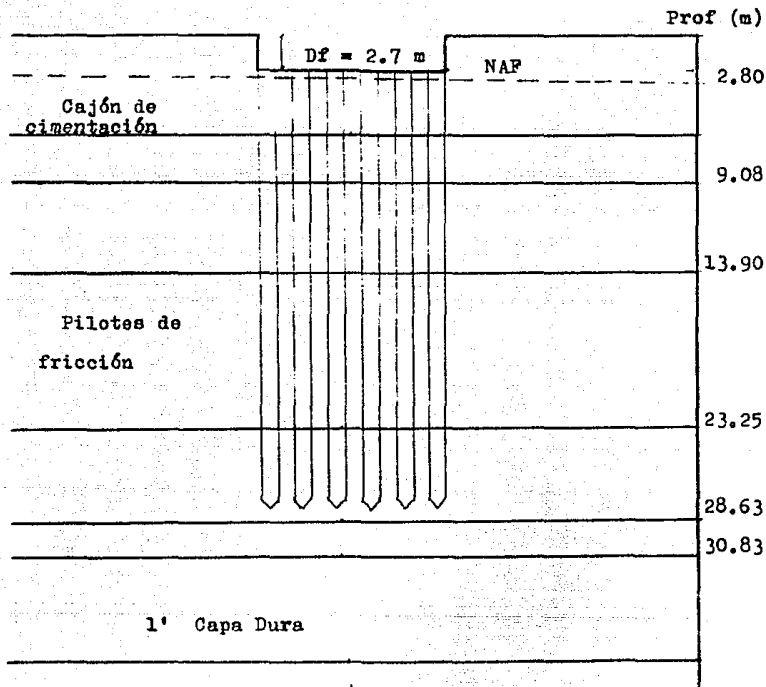 Prof (m)
Df = 2.7 m
NAF
2.80
Cajón de
cimentación
9.08
13.90
Pilotes de
fricción
23.25
28.63
30.83
1' Capa Dura